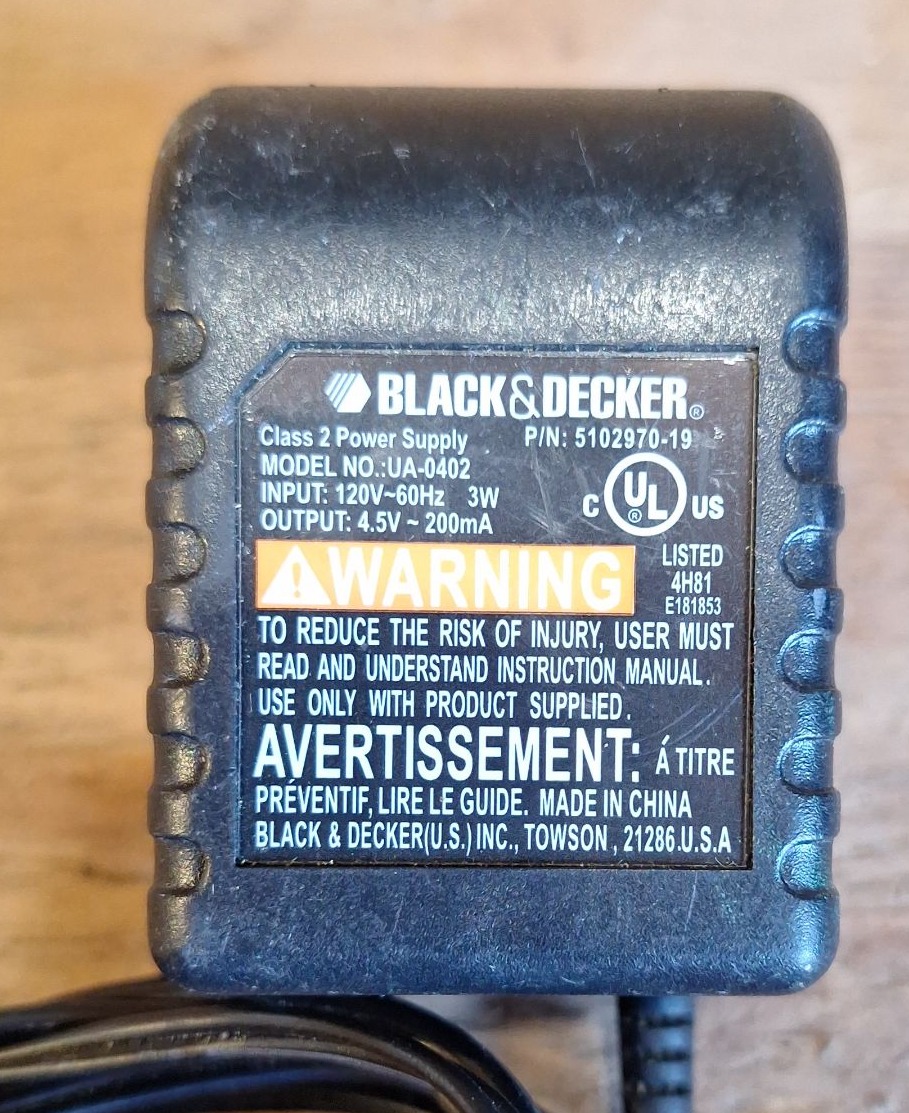 BLACK&DECKER®
Class 2 Power Supply P/N: 5102970-19
MODEL NO.:UA-0402
INPUT: 120V~60Hz 3W
OUTPUT: 4.5V ~ 200mA
C UL® US
LISTED
4H81
E181853
WARNING
TO REDUCE THE RISK OF INJURY, USER MUST
READ AND UNDERSTAND INSTRUCTION MANUAL.
USE ONLY WITH PRODUCT SUPPLIED.
AVERTISSEMENT: Á TITRE
PRÉVENTIF, LIRE LE GUIDE. MADE IN CHINA
BLACK & DECKER(U.S.) INC., TOWSON, 21286.U.S.A